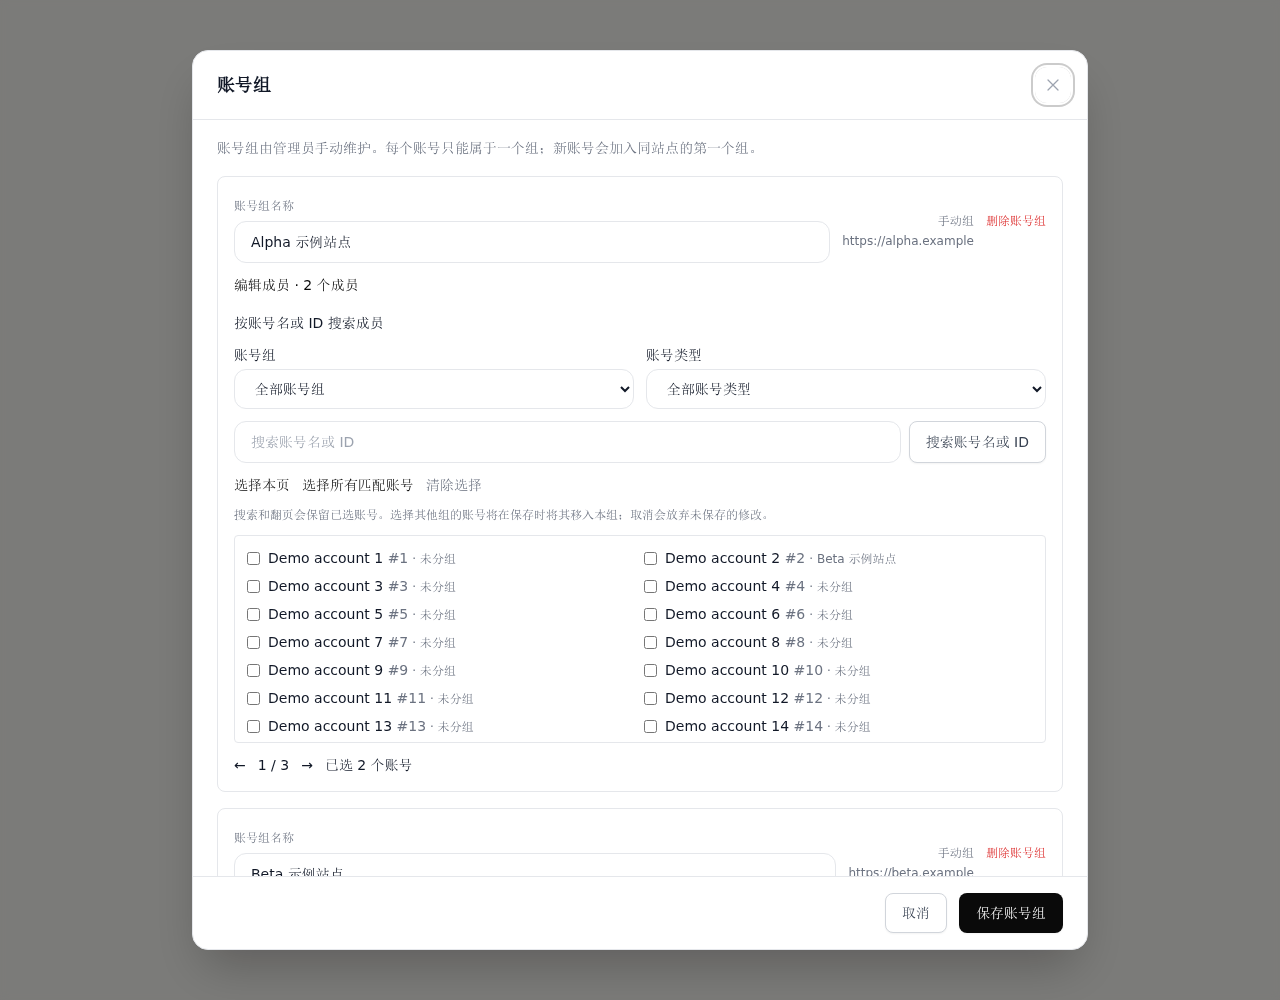 账号组
账号组由管理员手动维护。每个账号只能属于一个组；新账号会加入同站点的第一个组。
账号组名称
手动组 删除账号组
Alpha 示例站点
https://alpha.example
编辑成员 · 2 个成员
按账号名或 ID 搜索成员
账号组 账号类型
全部账号组 全部账号类型
搜索账号名或 ID 搜索账号名或 ID
选择本页 选择所有匹配账号 清除选择
搜索和翻页会保留已选账号。选择其他组的账号将在保存时将其移入本组；取消会放弃未保存的修改。
Demo account 1 #1 · 未分组 Demo account 2 #2 · Beta 示例站点
Demo account 3 #3 · 未分组 Demo account 4 #4 · 未分组
Demo account 5 #5 · 未分组 Demo account 6 #6 · 未分组
Demo account 7 #7 · 未分组 Demo account 8 #8 · 未分组
Demo account 9 #9 · 未分组 Demo account 10 #10 · 未分组
Demo account 11 #11 · 未分组 Demo account 12 #12 · 未分组
Demo account 13 #13 · 未分组 Demo account 14 #14 · 未分组
← 1 / 3 → 已选 2 个账号
账号组名称
手动组 删除账号组
Beta 示例站点
https://beta.example
取消 保存账号组